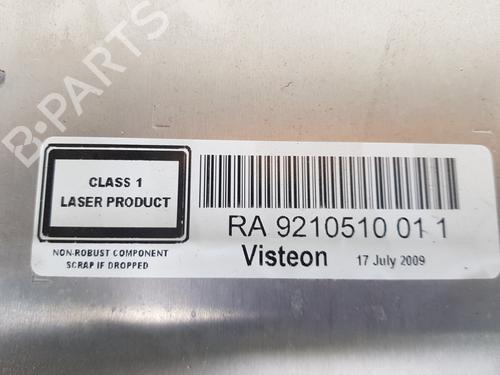 B-PARTS
CLASS 1
LASER PRODUCT
NON-ROBUST COMPONENT
SCRAP IF DROPPED
RA 9210510 01 1
Visteon 17 July 2009